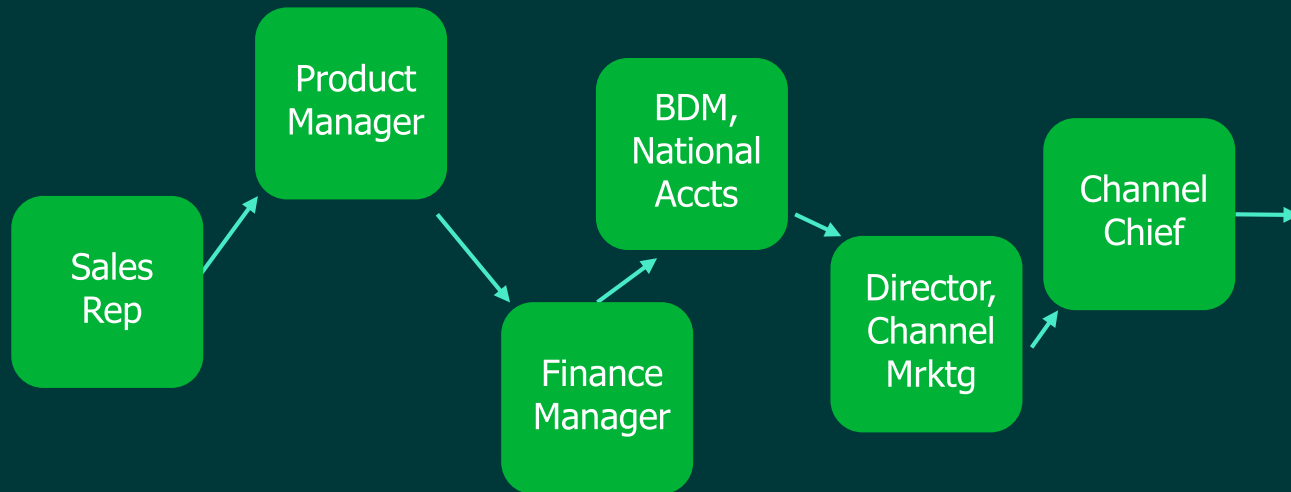 Sales
Rep
Product
Manager
Finance
Manager
BDM,
National
Accts
Director,
Channel
Mrktg
Channel
Chief